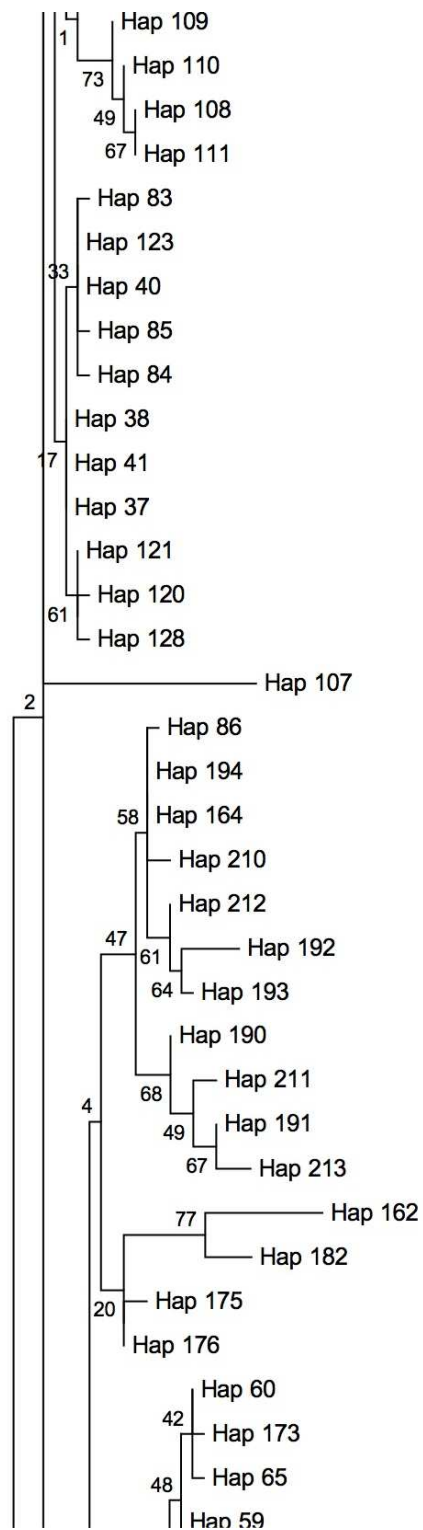 Hap 109
1
Hap 110
73
Hap 108
49
Hap 111
67
Hap 83
Hap 123
33
Hap 40
Hap 85
Hap 84
Hap 38
17
Hap 41
Hap 37
Hap 121
Hap 120
61
Hap 128
Hap 107
2
Hap 86
Hap 194
58
Hap 164
Hap 210
Hap 212
47
61
Hap 192
64
Hap 193
Hap 190
68
Hap 211
4
49
Hap 191
67
Hap 213
77
Hap 162
Hap 182
20
Hap 175
Hap 176
Hap 60
42
Hap 173
Hap 65
48
Hap 59